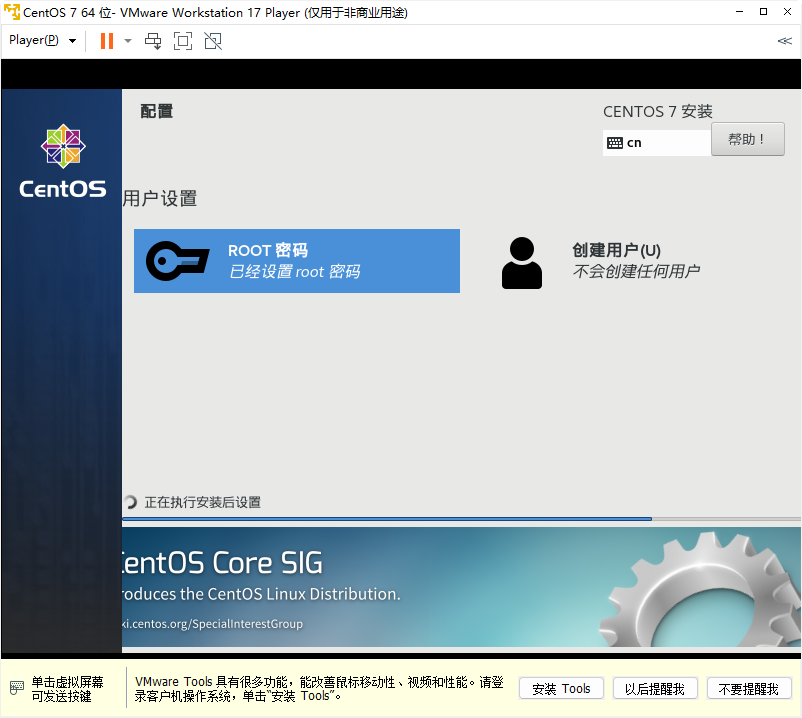 CentOS 7 64 位- VMware Workstation 17 Player (仅用于非商业用途)
Player(P)
配置
CENTOS 7 安装
cn
帮助！
CentOS
用户设置
ROOT 密码
已经设置 root 密码
创建用户(U)
不会创建任何用户
正在执行安装后设置
CentOS Core SIG
roduces the CentOS Linux Distribution.
ki.centos.org/SpecialInterestGroup
单击虚拟屏幕
可发送按键
VMware Tools 具有很多功能，能改善鼠标移动性、视频和性能。请登
录客户机操作系统，单击“安装 Tools”。
安装 Tools
以后提醒我
不要提醒我